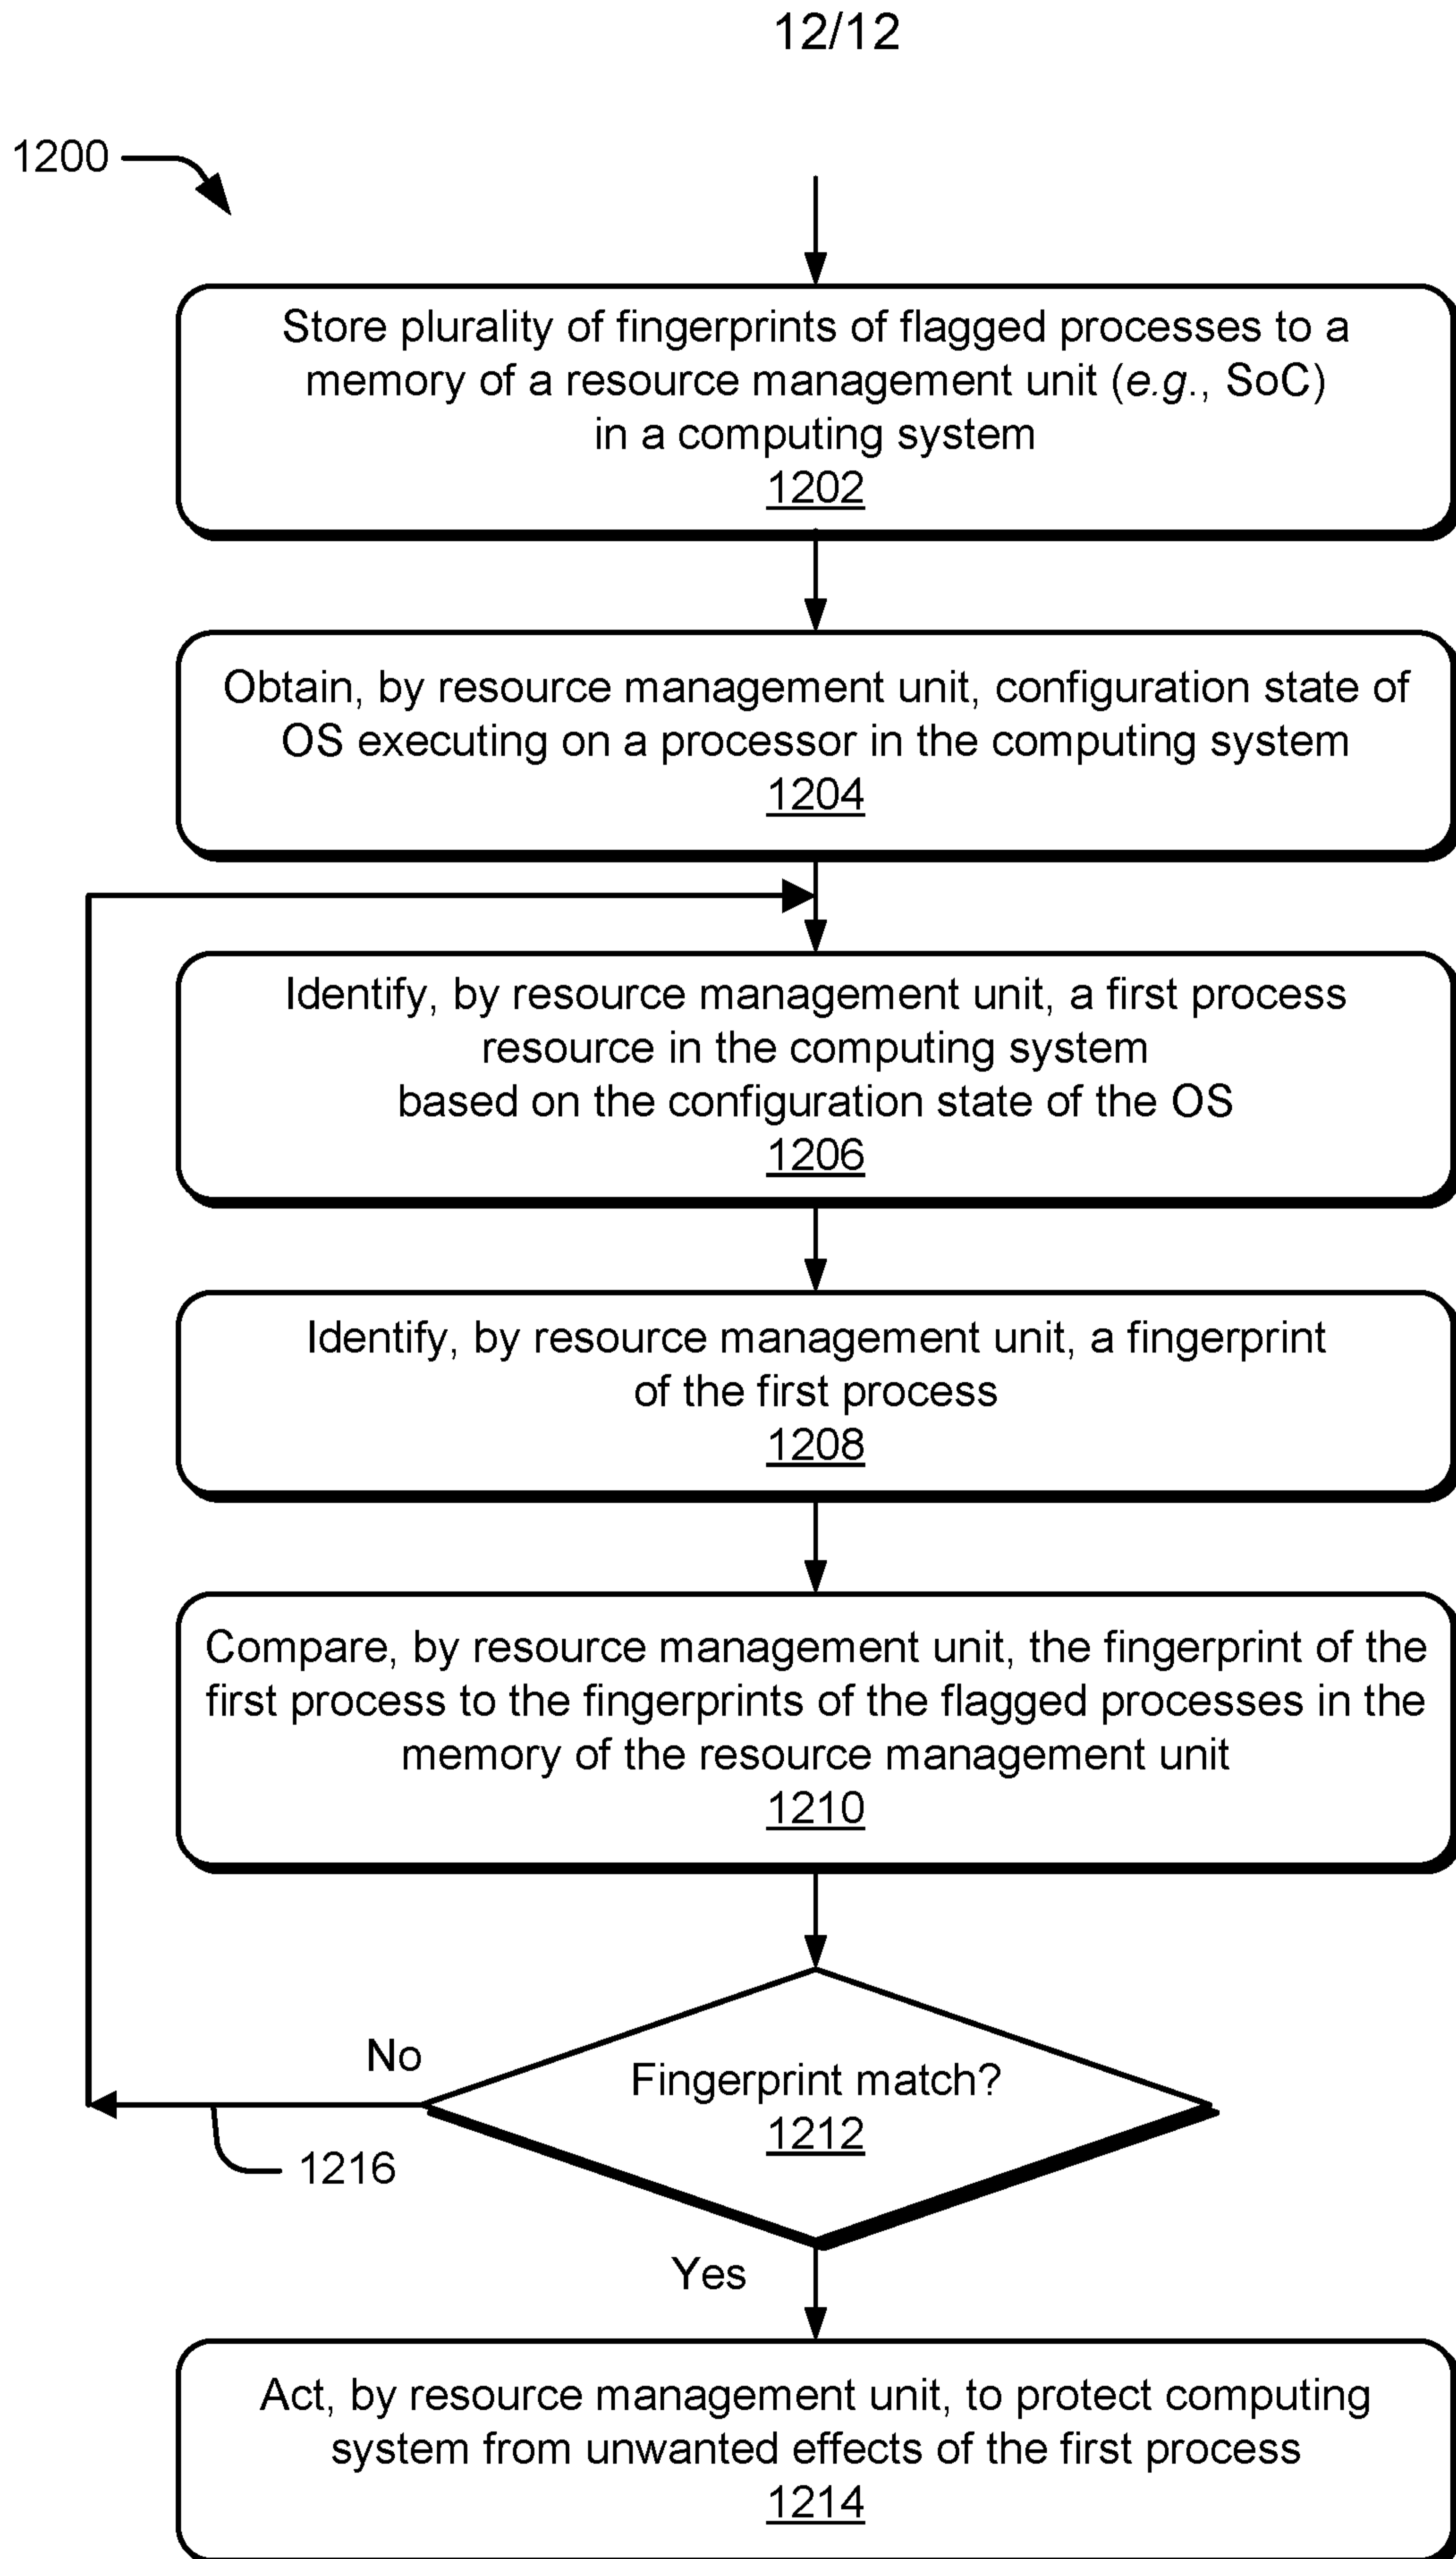 12/12
1200
Store plurality of fingerprints of flagged processes to a
memory of a resource management unit (e.g., SoC)
in a computing system
1202
Obtain, by resource management unit, configuration state of
OS executing on a processor in the computing system
1204
Identify, by resource management unit, a first process
resource in the computing system
based on the configuration state of the OS
1206
Identify, by resource management unit, a fingerprint
of the first process
1208
Compare, by resource management unit, the fingerprint of the
first process to the fingerprints of the flagged processes in the
memory of the resource management unit
1210
No
Fingerprint match?
1212
1216
Yes
Act, by resource management unit, to protect computing
system from unwanted effects of the first process
1214